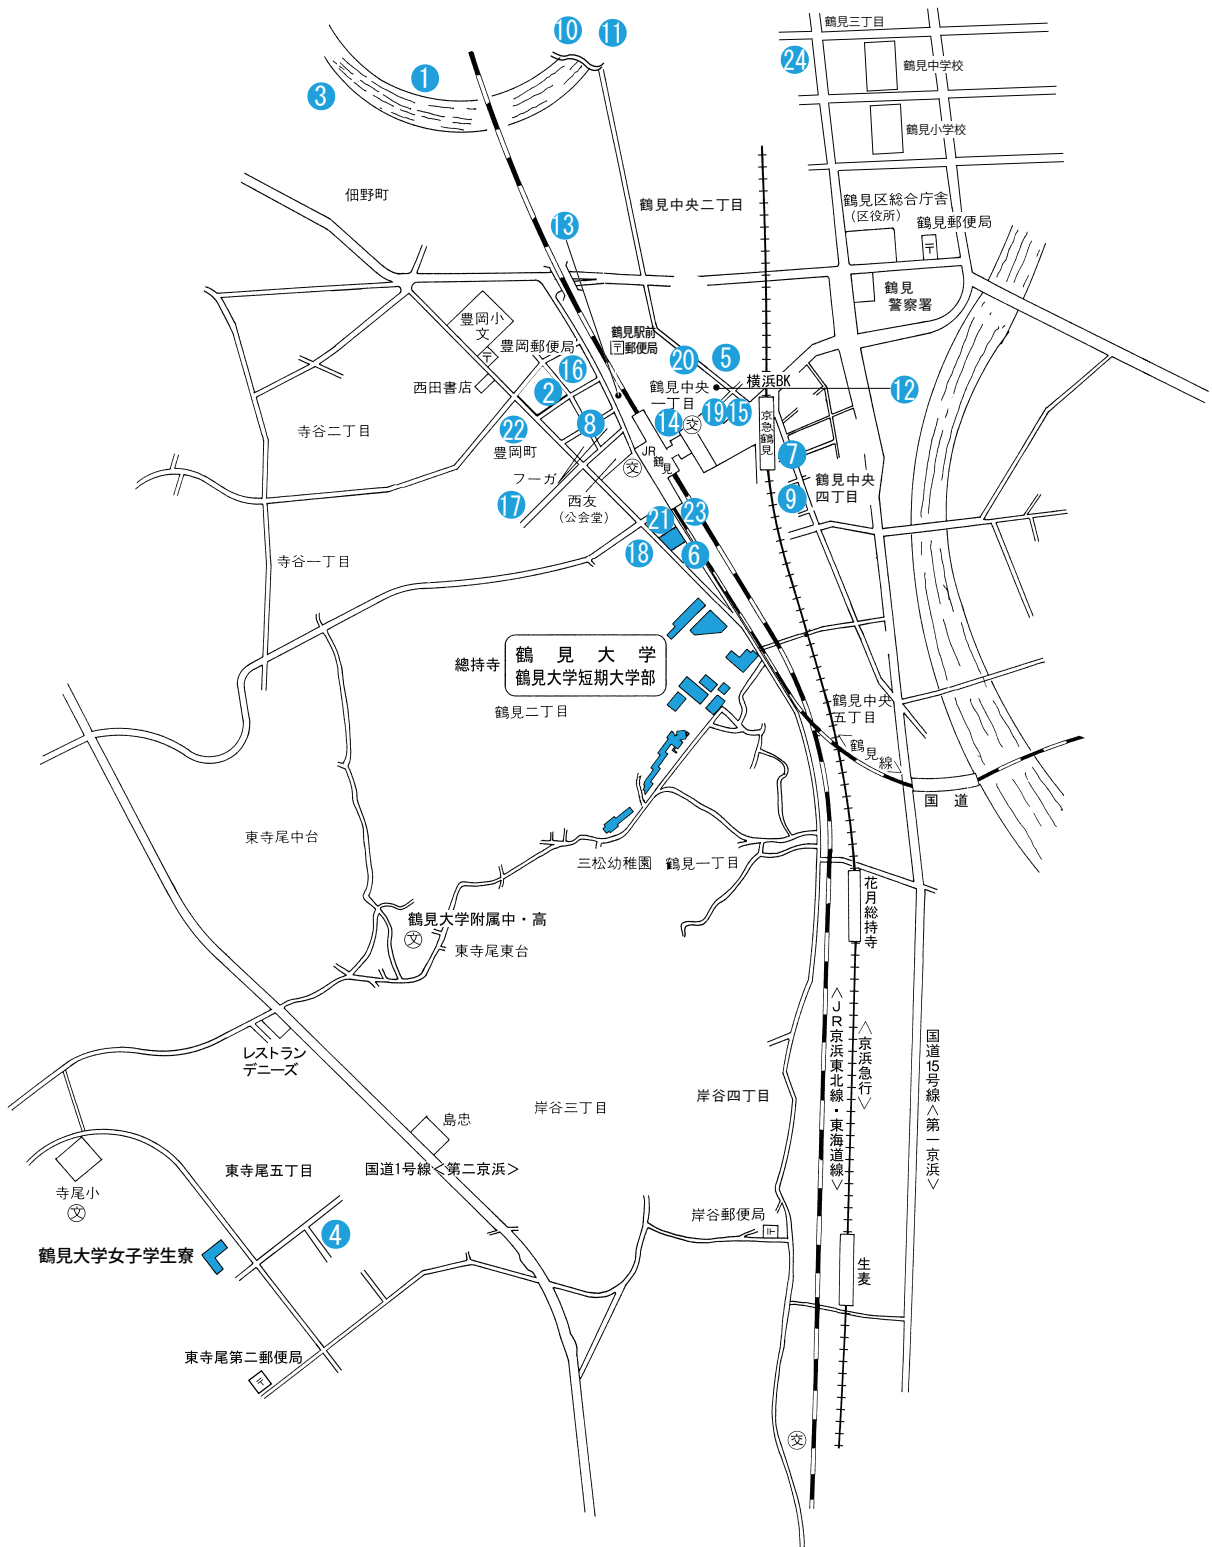 10
11
鶴見三丁目
24
鶴見中学校
1
3
鶴見小学校
佃野町
鶴見中央二丁目
鶴見区総合庁舎
（区役所）
鶴見郵便局
〒
13
鶴見
警察署
豊岡小
文
〒
豊岡郵便局
鶴見駅前
〒郵便局
20
5
16
西田書店
2
鶴見中央
一丁目
横浜BK
12
19
15
14
交
京急鶴見
8
22
豊岡町
寺谷二丁目
JR
鶴見
7
交
フーガ
鶴見中央
四丁目
17
西友
（公会堂）
9
21
23
18
6
寺谷一丁目
總持寺
鶴見大学
鶴見大学短期大学部
鶴見二丁目
鶴見中央
五丁目
〈鶴見線〉
国道
東寺尾中台
三松幼稚園
鶴見一丁目
花月総持寺
鶴見大学附属中・高
文
東寺尾東台
〈JR京浜東北線・東海道線〉
〈京浜急行〉
国道15号線〈第一京浜〉
レストラン
デニーズ
島忠
岸谷三丁目
岸谷四丁目
東寺尾五丁目
国道1号線＜第二京浜＞
寺尾小
文
岸谷郵便局
〒
4
鶴見大学女子学生寮
生麦
東寺尾第二郵便局
〒
交